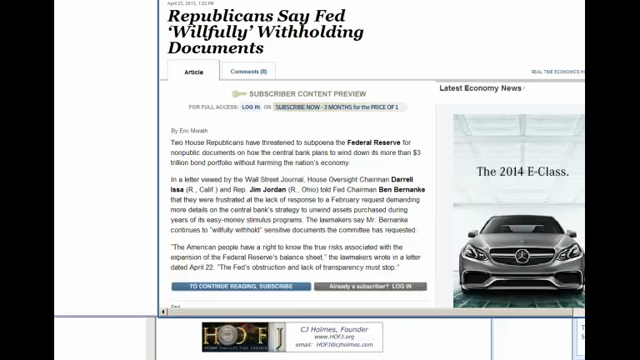 April 23, 2013, 1:22 PM
Republicans Say Fed
‘Willfully’ Withholding
Documents
Article
Comments (8)
REAL TIME ECONOMICS
SUBSCRIBER CONTENT PREVIEW
FOR FULL ACCESS: LOG IN OR SUBSCRIBE NOW - 3 MONTHS for the PRICE OF 1
Latest Economy News
By Eric Morath
Two House Republicans have threatened to subpoena the Federal Reserve for
nonpublic documents on how the central bank plans to wind down its more than $3
trillion bond portfolio without harming the nation's economy.
In a letter viewed by the Wall Street Journal, House Oversight Chairman Darrell
Issa (R., Calif.) and Rep. Jim Jordan (R., Ohio) told Fed Chairman Ben Bernanke
that they were frustrated at the lack of response to a February request demanding
more details on the central bank's strategy to unwind assets purchased during
years of its easy-money stimulus programs. The lawmakers say Mr. Bernanke
continues to "willfully withhold" sensitive documents the committee has requested.
"The American people have a right to know the true risks associated with the
expansion of the Federal Reserve's balance sheet," the lawmakers wrote in a letter
dated April 22. "The Fed's obstruction and lack of transparency must stop."
TO CONTINUE READING, SUBSCRIBE
Already a subscriber? LOG IN
The 2014 E-Class.
Fed
HOFJ
CJ Holmes, Founder
www.HOFJ.org
email: HOFJ@cjholmes.com